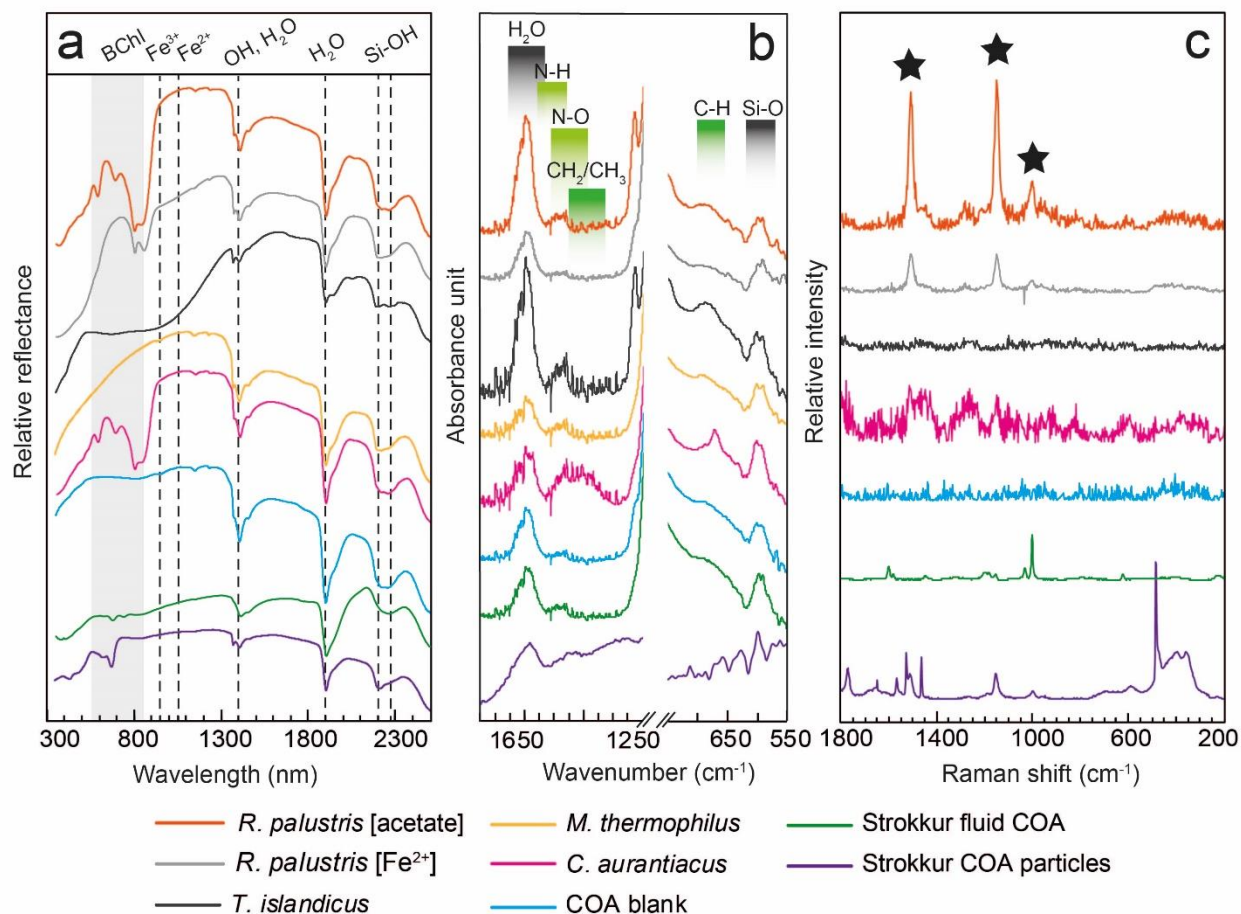 a
BChl
Fe³⁺
Fe²⁺
OH, H₂O
H₂O
Si-OH
Relative reflectance
300 800 1300 1800 2300
Wavelength (nm)
b
H₂O
N-H
N-O
CH₂/CH₃
C-H
Si-O
Absorbance unit
1650 1250 650 550
Wavenumber (cm⁻¹)
c
Relative intensity
1800 1400 1000 600 200
Raman shift (cm⁻¹)
R. palustris [acetate]
R. palustris [Fe²⁺]
T. islandicus
M. thermophilus
C. aurantiacus
COA blank
Strokkur fluid COA
Strokkur COA particles